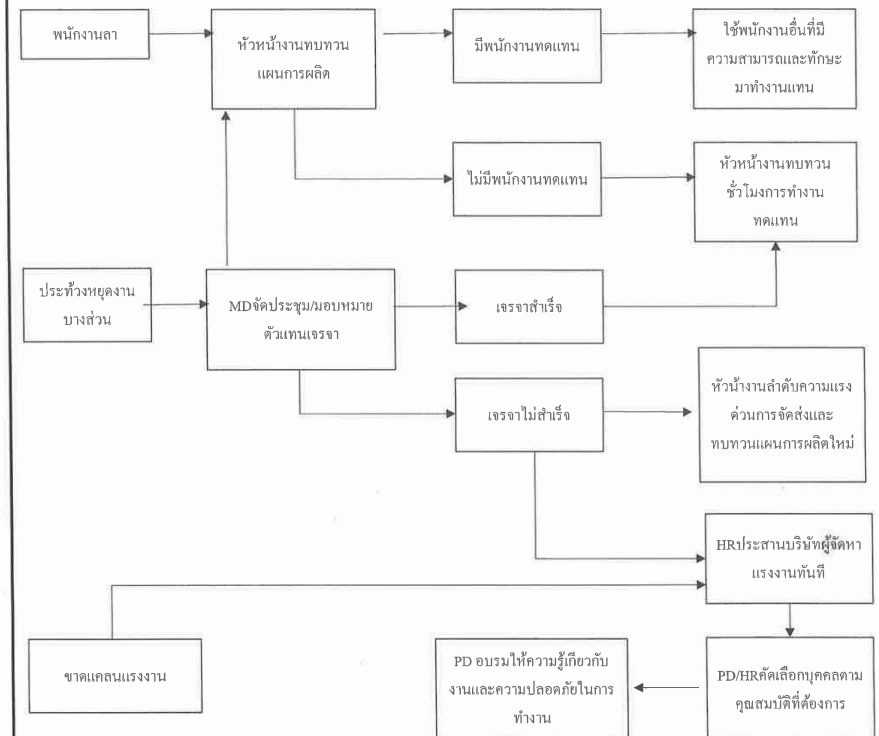 พนักงานลา
หัวหน้างานทบทวน
แผนการผลิต
มีพนักงานทดแทน
ใช้พนักงานอื่นที่มี
ความสามารถและทักษะ
มาทำงานแทน
ไม่มีพนักงานทดแทน
หัวหน้างานทบทวน
ชั่วโมงการทำงาน
ทดแทน
ประท้วงหยุดงาน
บางส่วน
MDจัดประชุม/มอบหมาย
ตัวแทนเจรจา
เจรจาสำเร็จ
เจรจาไม่สำเร็จ
หัวน้างานลำดับความแรง
ด่วนการจัดส่งและ
ทบทวนแผนการผลิตใหม่
HRประสานบริษัทผู้จัดหา
แรงงานทันที
ขาดแคลนแรงงาน
PD อบรมให้ความรู้เกี่ยวกับ
งานและความปลอดภัยในการ
ทำงาน
PD/HRคัดเลือกบุคคลตาม
คุณสมบัติที่ต้องการ